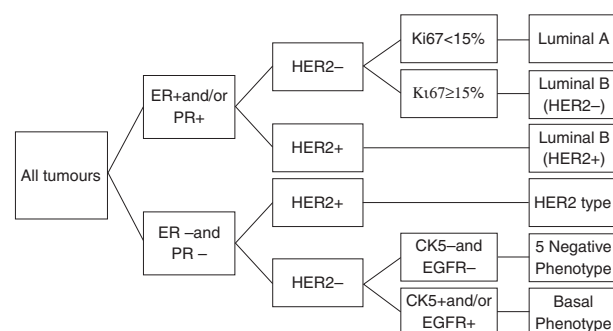 Ki67<15%
Luminal A
HER2–
ER+and/or
PR+
Kt67≥15%
Luminal B
(HER2–)
HER2+
Luminal B
(HER2+)
All tumours
HER2+
HER2 type
ER –and
PR –
CK5–and
EGFR–
5 Negative
Phenotype
HER2–
CK5+and/or
EGFR+
Basal
Phenotype